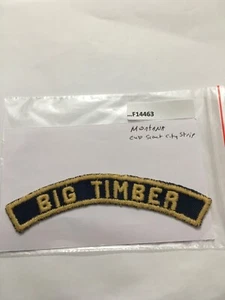 ...F14463
Montana
Cub Scout City Strip
BIG TIMBER